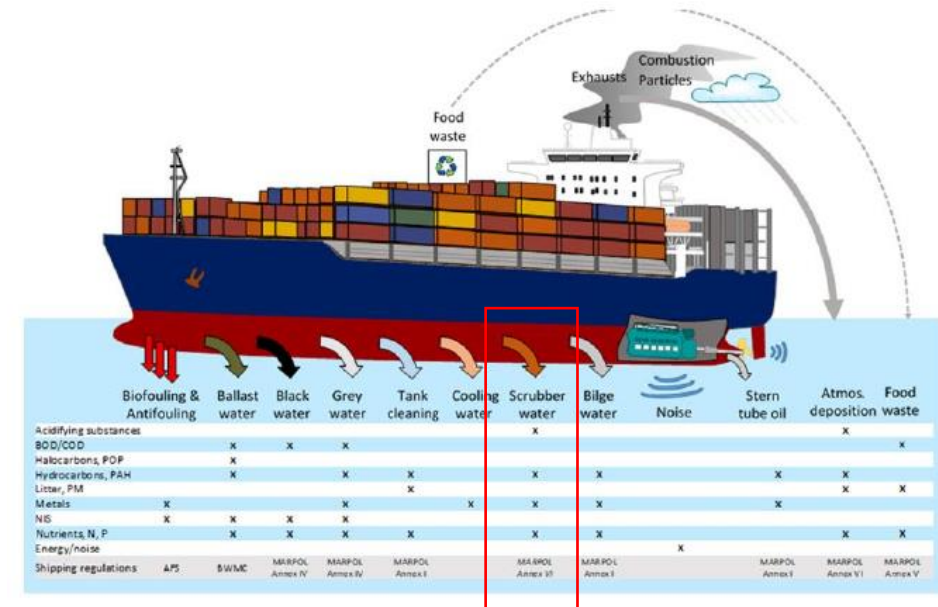 Combustion
Exhausts Particles
Food
waste
Biofouling & Ballast Black Grey Tank Cooling Scrubber Bilge Stern Atmos. Food
Antifouling water water water cleaning water water water Noise tube oil deposition waste
Acidifying substances x x
BOD/COD x x x x
Halocarbons, POP x
Hydrocarbons, PAH x x x x x x x
Litter, PM x x x
Metals x x x x x x
NIS x x x x
Nutrients, N, P x x x x x x x x
Energy/noise x
MARPOL MARPOL MARPOL MARPOL MARPOL MARPOL MARPOL MARPOL
Shipping regulations AFS BWMC Annex IV Annex IV Annex I Annex VI Annex I Annex I Annex VI Annex V